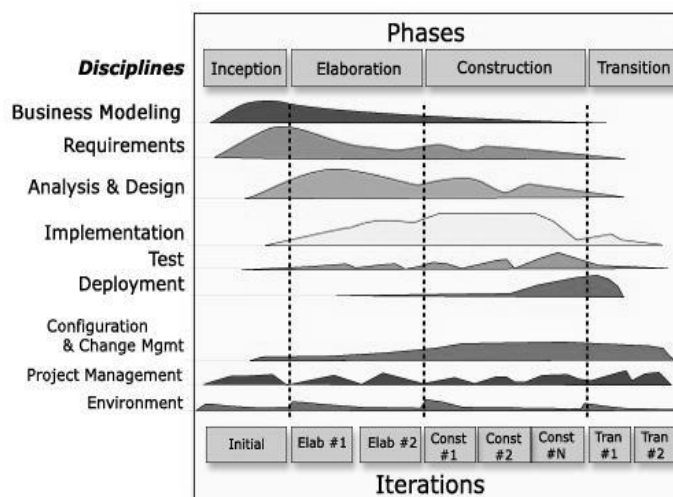 Phases
Disciplines Inception Elaboration Construction Transition
Business Modeling
Requirements
Analysis & Design
Implementation
Test
Deployment
Configuration
& Change Mgmt
Project Management
Environment
Initial Elab #1 Elab #2 Const #1 Const #2 Const #N Tran #1 Tran #2
Iterations